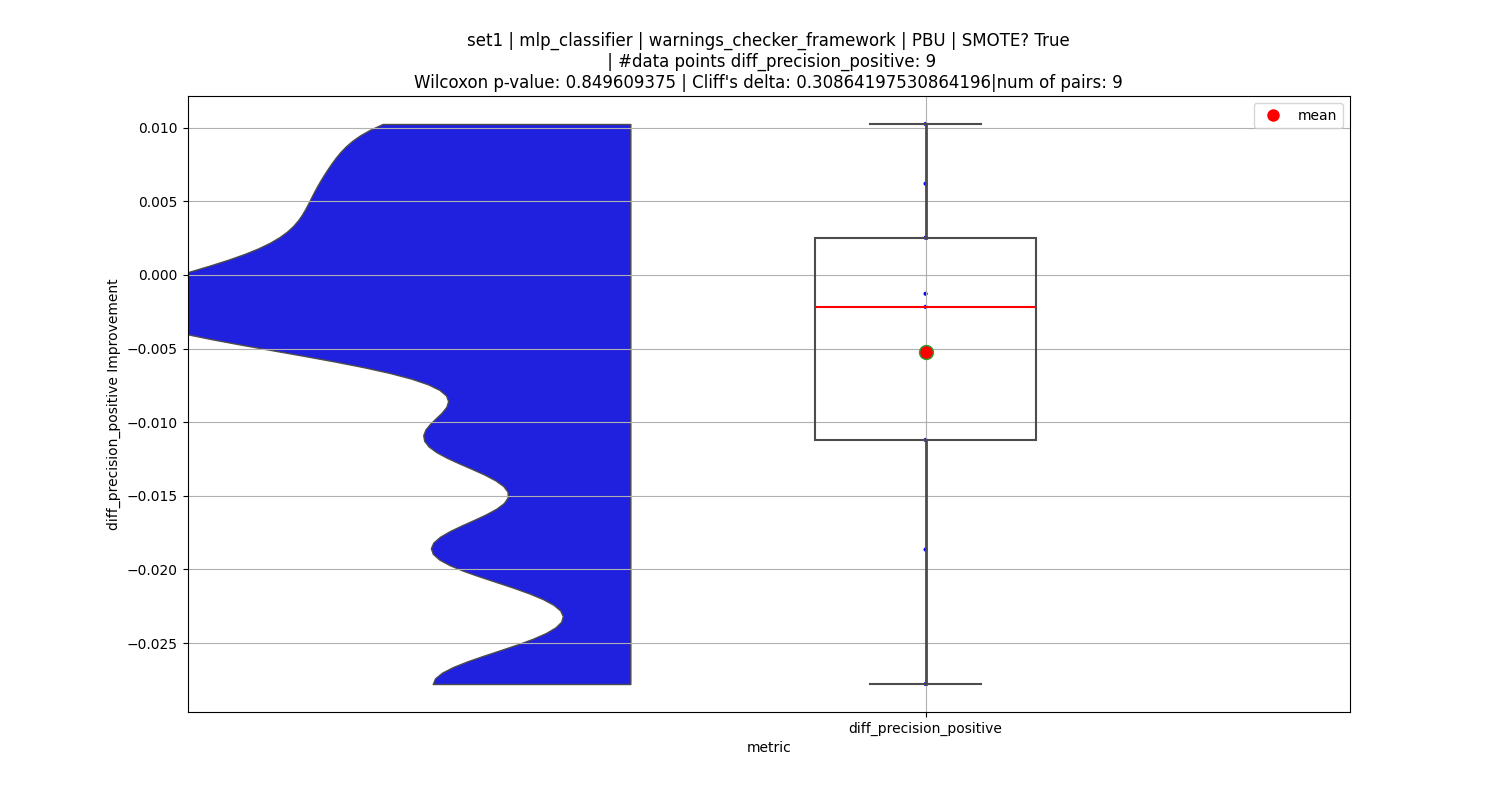 set1 | mlp_classifier | warnings_checker_framework | PBU | SMOTE? True
| #data points diff_precision_positive: 9
Wilcoxon p-value: 0.849609375 | Cliff's delta: 0.30864197530864196|num of pairs: 9
mean
0.010
0.005
0.000
−0.005
−0.010
−0.015
−0.020
−0.025
diff_precision_positive Improvement
diff_precision_positive
metric